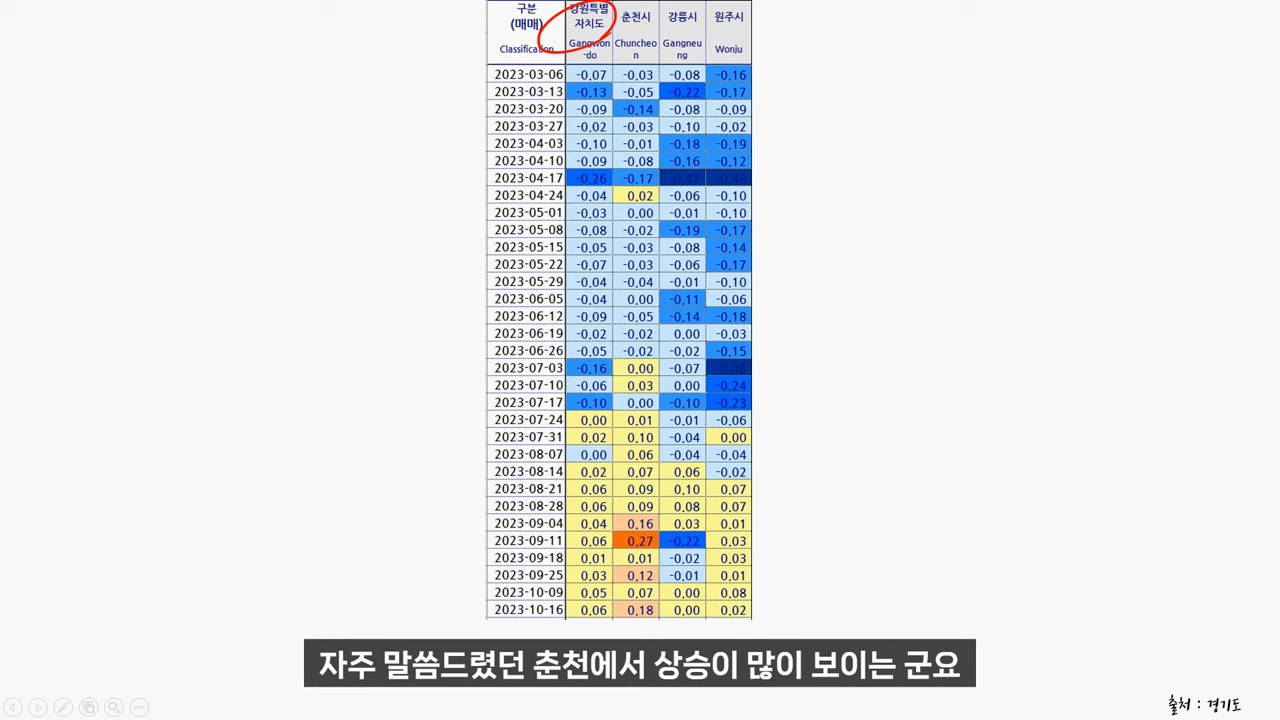 구분 강원특별 춘천시 강릉시 원주시
(매매) 자치도
Classification Gangwon Chuncheo Gangneu Wonju
-do n ng
2023-03-06 -0.07 -0.03 -0.08 -0.16
2023-03-13 -0.13 -0.05 -0.22 -0.17
2023-03-20 -0.09 -0.14 -0.08 -0.09
2023-03-27 -0.02 -0.03 -0.10 -0.02
2023-04-03 -0.10 -0.01 -0.18 -0.19
2023-04-10 -0.09 -0.08 -0.16 -0.12
2023-04-17 -0.26 -0.17
2023-04-24 -0.04 0.02 -0.06 -0.10
2023-05-01 -0.03 0.00 -0.01 -0.10
2023-05-08 -0.08 -0.02 -0.19 -0.17
2023-05-15 -0.05 -0.03 -0.08 -0.14
2023-05-22 -0.07 -0.03 -0.06 -0.17
2023-05-29 -0.04 -0.04 -0.01 -0.10
2023-06-05 -0.04 0.00 -0.11 -0.06
2023-06-12 -0.09 -0.05 -0.14 -0.18
2023-06-19 -0.02 -0.02 0.00 -0.03
2023-06-26 -0.05 -0.02 -0.02 -0.15
2023-07-03 -0.16 0.00 -0.07
2023-07-10 -0.06 0.03 0.00 -0.24
2023-07-17 -0.10 0.00 -0.10 -0.23
2023-07-24 0.00 0.01 -0.01 -0.06
2023-07-31 0.02 0.10 -0.04 0.00
2023-08-07 0.00 0.06 -0.04 -0.04
2023-08-14 0.02 0.07 0.06 -0.02
2023-08-21 0.06 0.09 0.10 0.07
2023-08-28 0.06 0.09 0.08 0.07
2023-09-04 0.04 0.16 0.03 0.01
2023-09-11 0.06 0.27 -0.22 0.03
2023-09-18 0.01 0.01 -0.02 0.03
2023-09-25 0.03 0.12 -0.01 0.01
2023-10-09 0.05 0.07 0.00 0.08
2023-10-16 0.06 0.18 0.00 0.02
자주 말씀드렸던 춘천에서 상승이 많이 보이는 군요
출처 : 경기도